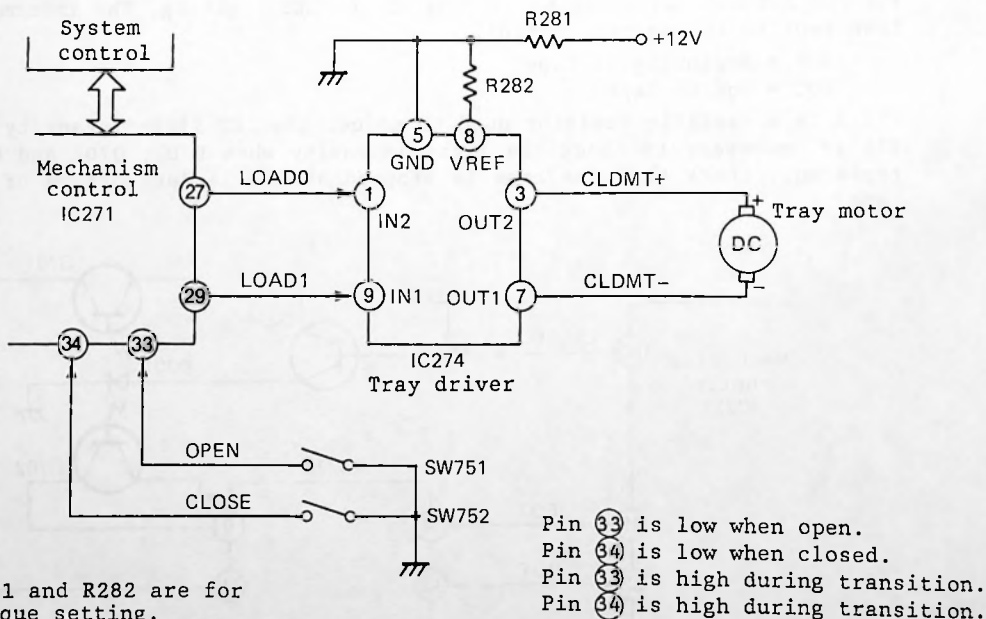 System
control
R281
+12V
R282
5
8
GND
VREF
Mechanism
control
IC271
27
LOAD0
1
IN2
3
OUT2
CLDMT+
+
Tray motor
DC
-
29
LOAD1
9
IN1
OUT1
7
CLDMT-
34
33
IC274
Tray driver
OPEN
SW751
CLOSE
SW752
Pin 33 is low when open.
Pin 34 is low when closed.
Pin 33 is high during transition.
Pin 34 is high during transition.
1 and R282 are for
que setting.